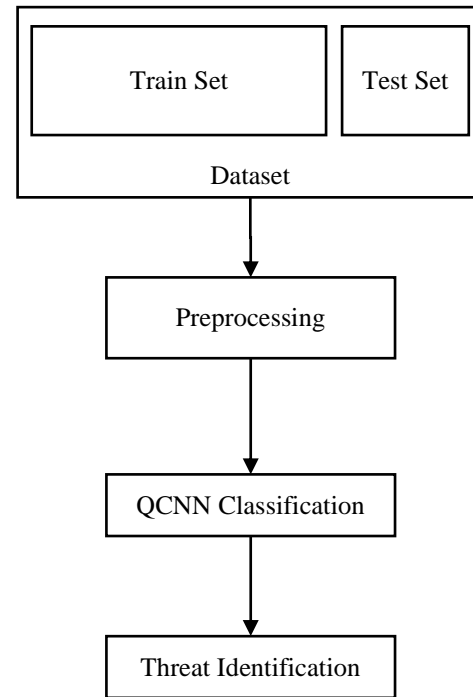 Train Set
Test Set
Dataset
Preprocessing
QCNN Classification
Threat Identification